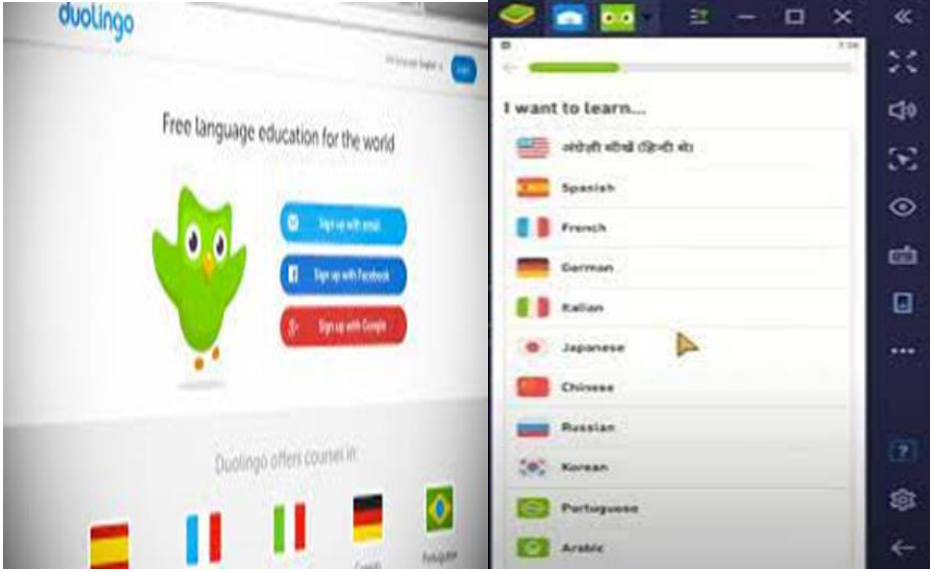 duolingo
Free language education for the world
Sign up with email
Sign up with Facebook
Sign up with Google
Duolingo offers courses in:
I want to learn...
अंग्रेज़ी सीखें (हिन्दी से)
Spanish
French
German
Italian
Japanese
Chinese
Russian
Korean
Portuguese
Arabic